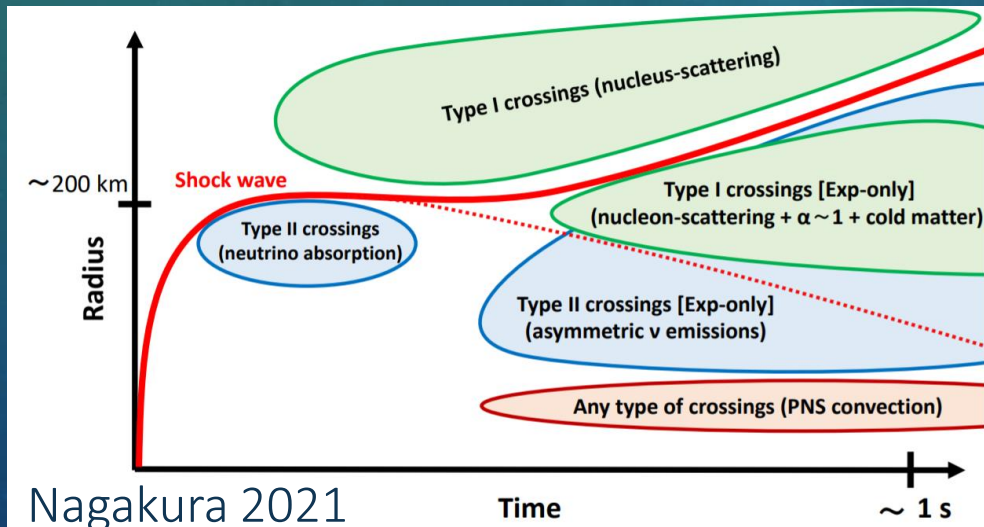 Type I crossings (nucleus-scattering)
~200 km
Shock wave
Type I crossings [Exp-only]
(nucleon-scattering + α~1 + cold matter)
Type II crossings
(neutrino absorption)
Radius
Type II crossings [Exp-only]
(asymmetric ν emissions)
Any type of crossings (PNS convection)
Nagakura 2021
Time
~ 1 s